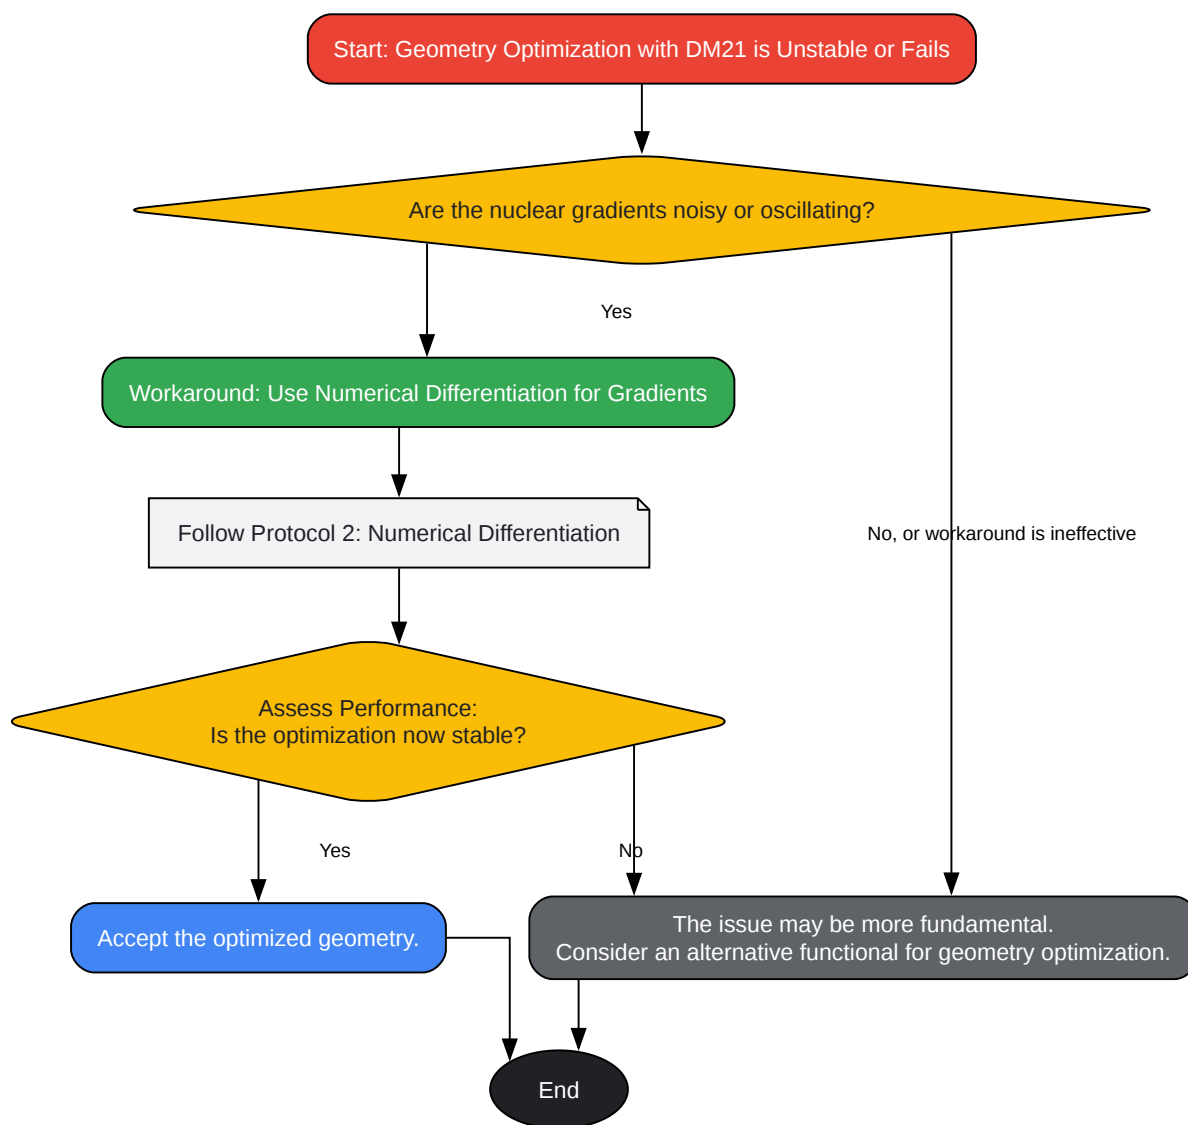 Start: Geometry Optimization with DM21 is Unstable or Fails
Are the nuclear gradients noisy or oscillating?
Yes
Workaround: Use Numerical Differentiation for Gradients
Follow Protocol 2: Numerical Differentiation
No, or workaround is ineffective
Assess Performance:
Is the optimization now stable?
Yes
No
Accept the optimized geometry.
The issue may be more fundamental.
Consider an alternative functional for geometry optimization.
End